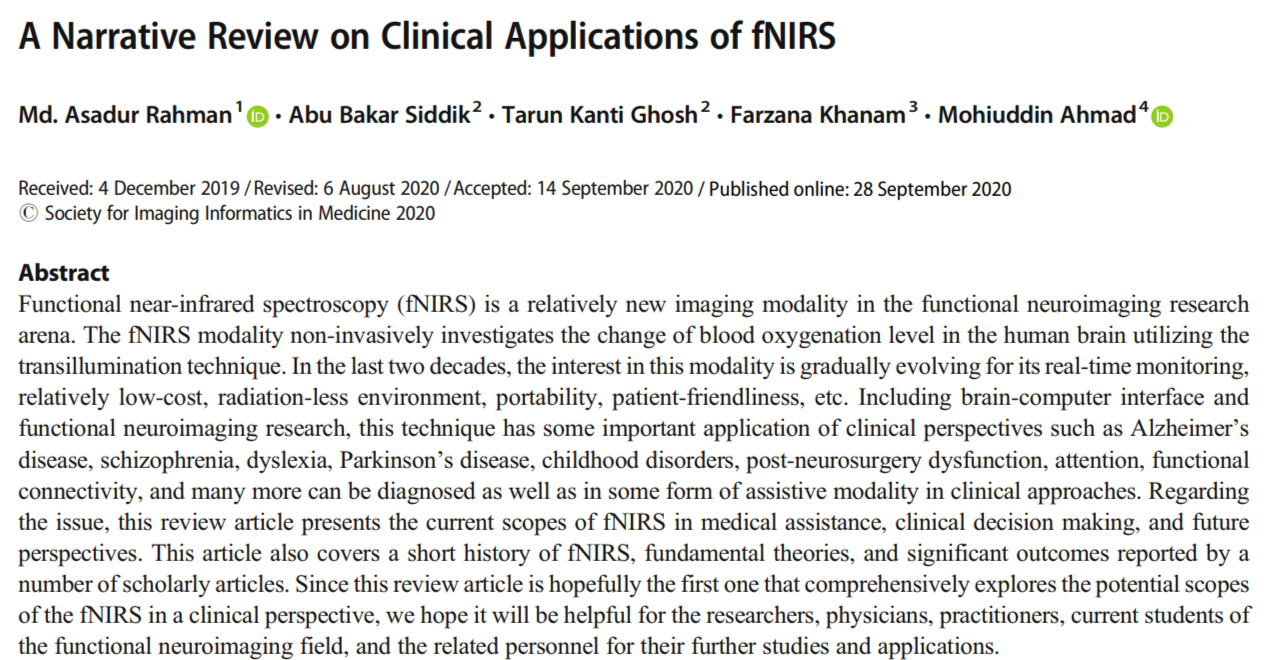 A Narrative Review on Clinical Applications of fNIRS
Md. Asadur Rahman1 iD · Abu Bakar Siddik2 · Tarun Kanti Ghosh2 · Farzana Khanam3 · Mohiuddin Ahmad4 iD
Received: 4 December 2019 / Revised: 6 August 2020 / Accepted: 14 September 2020 / Published online: 28 September 2020
© Society for Imaging Informatics in Medicine 2020
Abstract
Functional near-infrared spectroscopy (fNIRS) is a relatively new imaging modality in the functional neuroimaging research
arena. The fNIRS modality non-invasively investigates the change of blood oxygenation level in the human brain utilizing the
transillumination technique. In the last two decades, the interest in this modality is gradually evolving for its real-time monitoring,
relatively low-cost, radiation-less environment, portability, patient-friendliness, etc. Including brain-computer interface and
functional neuroimaging research, this technique has some important application of clinical perspectives such as Alzheimer's
disease, schizophrenia, dyslexia, Parkinson's disease, childhood disorders, post-neurosurgery dysfunction, attention, functional
connectivity, and many more can be diagnosed as well as in some form of assistive modality in clinical approaches. Regarding
the issue, this review article presents the current scopes of fNIRS in medical assistance, clinical decision making, and future
perspectives. This article also covers a short history of fNIRS, fundamental theories, and significant outcomes reported by a
number of scholarly articles. Since this review article is hopefully the first one that comprehensively explores the potential scopes
of the fNIRS in a clinical perspective, we hope it will be helpful for the researchers, physicians, practitioners, current students of
the functional neuroimaging field, and the related personnel for their further studies and applications.